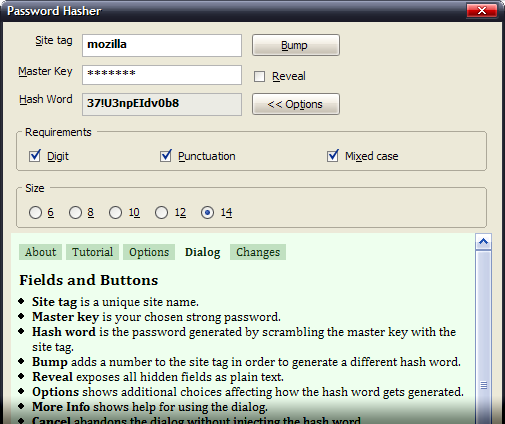 Password Hasher
Site tag mozilla Bump
Master Key ******* Reveal
Hash Word 37!U3npEIdv0b8 << Options
Requirements
Digit Punctuation Mixed case
Size
6 8 10 12 14
About Tutorial Options Dialog Changes
Fields and Buttons
Site tag is a unique site name.
Master key is your chosen strong password.
Hash word is the password generated by scrambling the master key with the
site tag.
Bump adds a number to the site tag in order to generate a different hash word.
Reveal exposes all hidden fields as plain text.
Options shows additional choices affecting how the hash word gets generated.
More Info shows help for using the dialog.
Cancel abandons the dialog without injecting the hash word